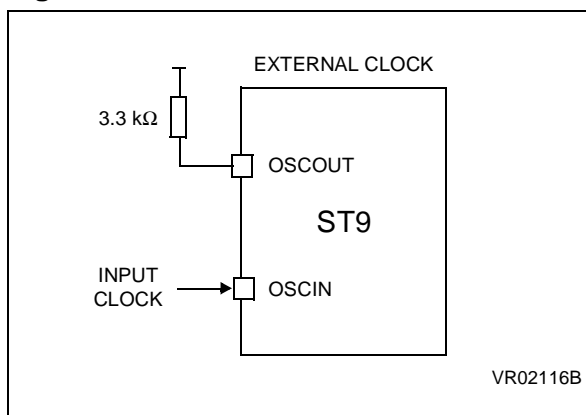 EXTERNAL CLOCK
3.3 kΩ
OSCOUT
ST9
INPUT
CLOCK
OSCIN
VR02116B